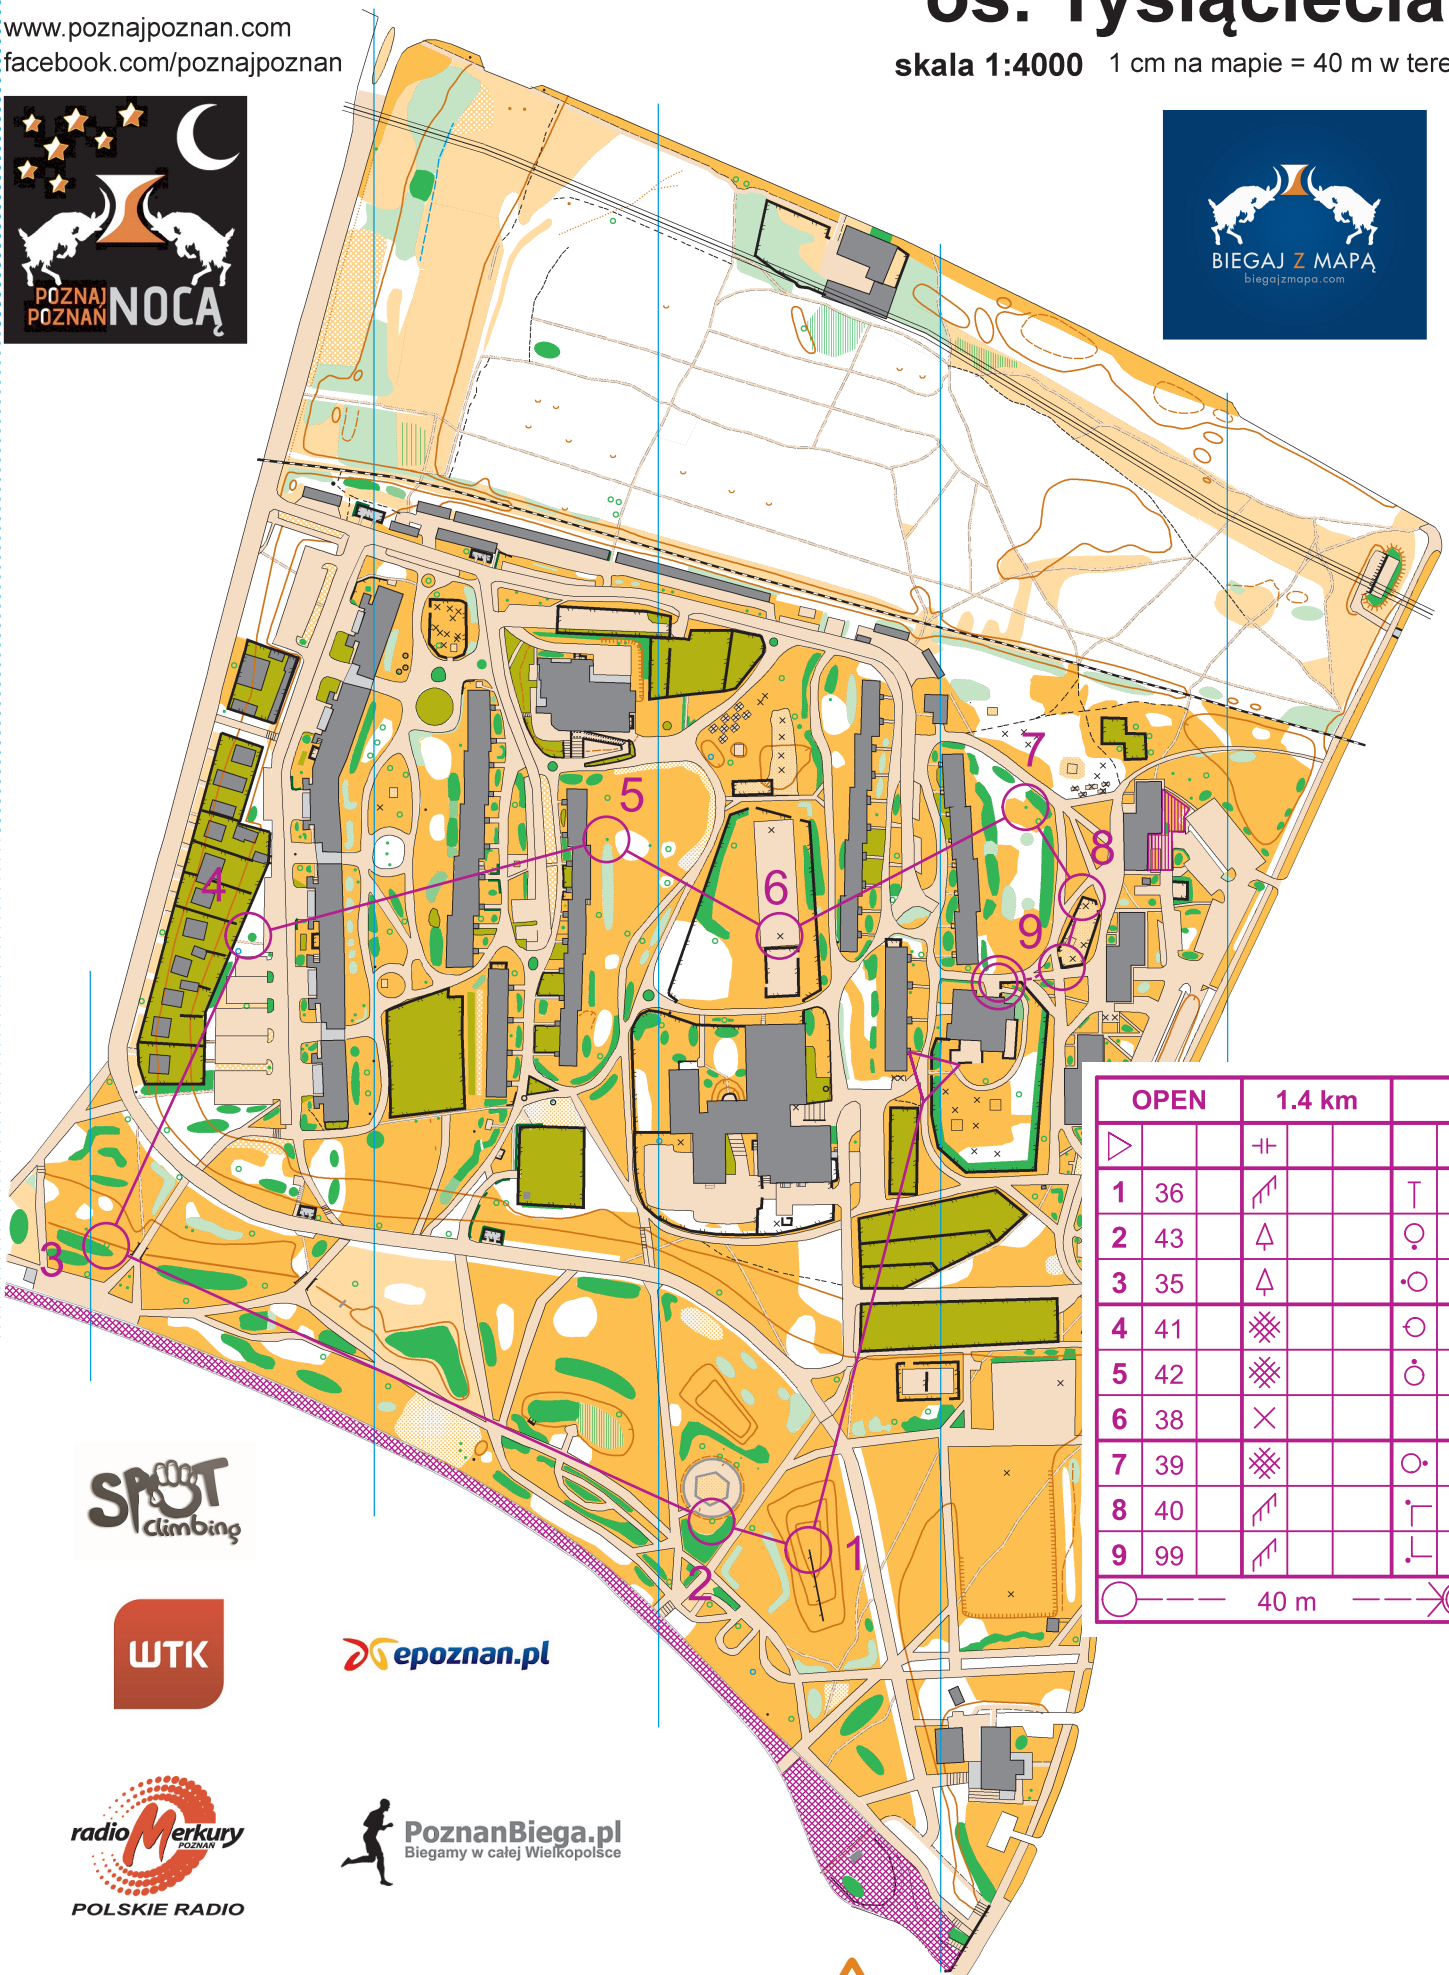 www.poznajpoznan.com
facebook.com/poznajpoznan
os. Tysiąclecia
skala 1:4000 1 cm na mapie = 40 m w tere
POZNAJ
POZNAŃ NOCĄ
BIEGAJ Z MAPĄ
biegajzmapa.com
7
5
8
4
6
9
3
1
2
OPEN 1.4 km
1 36
2 43
3 35
4 41
5 42
6 38
7 39
8 40
9 99
40 m
SPOT
climbing
WTK
epoznan.pl
radio Merkury
POZNAŃ
POLSKIE RADIO
PoznanBiega.pl
Biegamy w całej Wielkopolsce